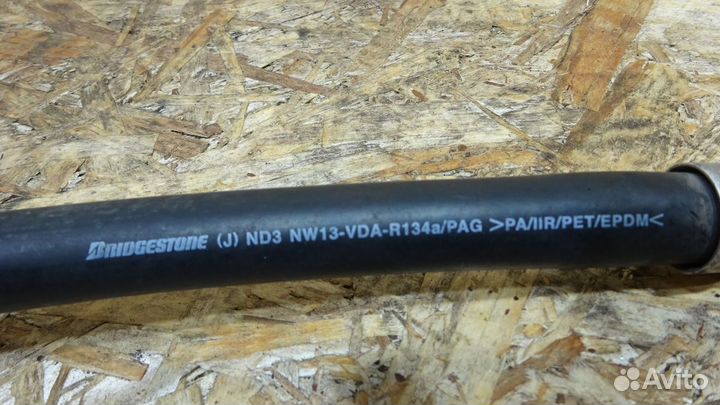 BRIDGESTONE (J) ND3 NW13-VDA-R134a/PAG >PA/IIR/PET/EPDM<
Avito